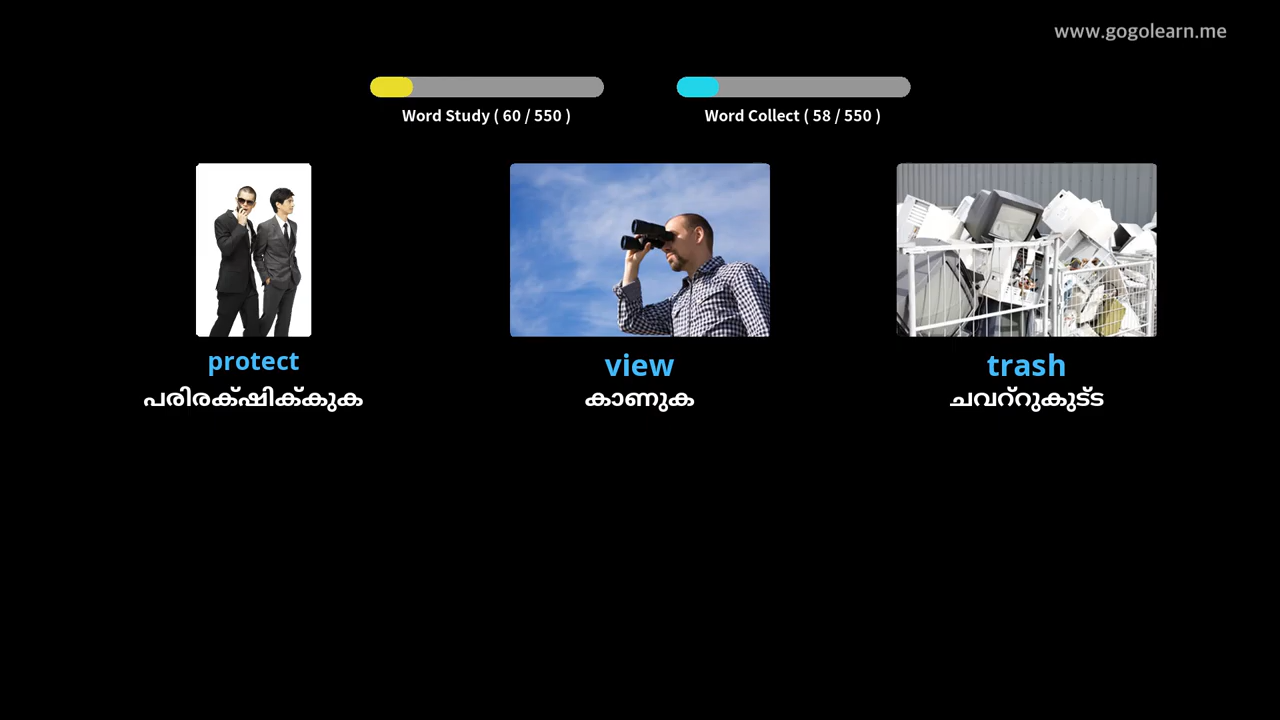 www.gogolearn.me
Word Study ( 60 / 550 )
Word Collect ( 58 / 550 )
protect
view
trash
പരിരക്ഷിക്കുക
കാണുക
ചവറ്റുകുട്ട